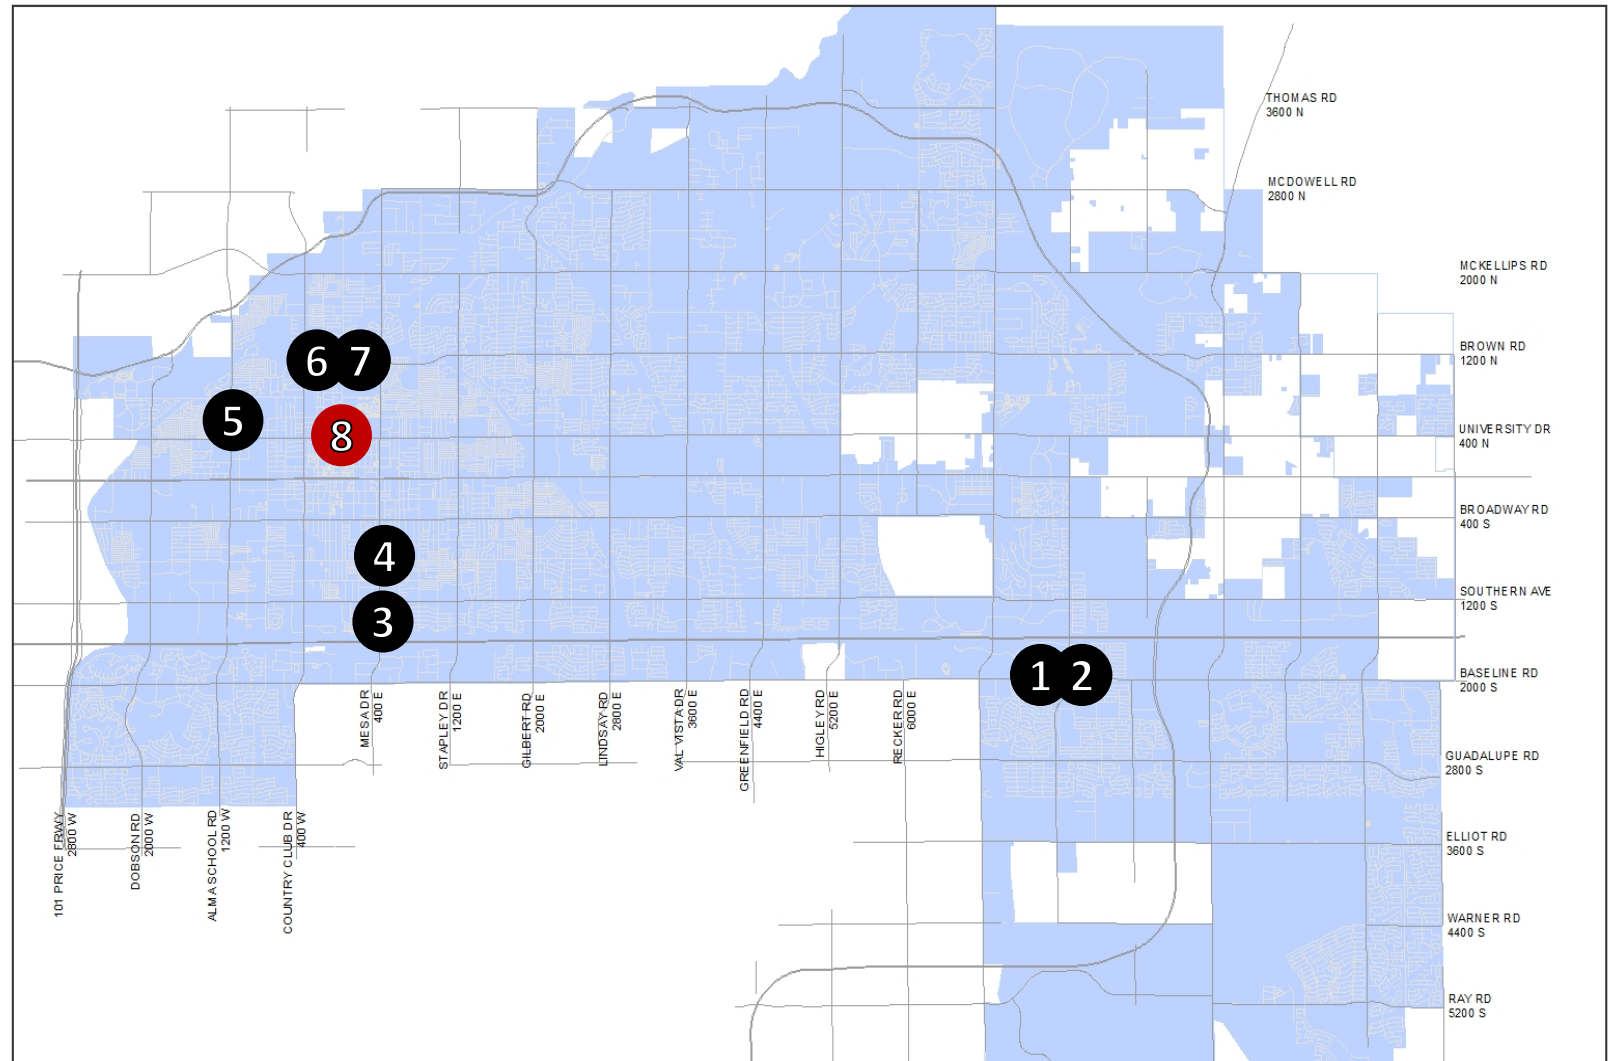 THOMAS RD
3600 N
MCDOWELL RD
2800 N
MCKELLIPS RD
2000 N
BROWN RD
1200 N
UNIVERSITY DR
400 N
BROADWAY RD
400 S
SOUTHERN AVE
1200 S
BASELINE RD
2000 S
GUADALUPE RD
2800 S
ELLIOT RD
3600 S
WARNER RD
4400 S
RAY RD
5200 S
6
7
5
8
4
3
1
2
MESA DR
400 E
STAPLEY DR
1200 E
GILBERT RD
2000 E
LINDSAY RD
2800 E
VAL VISTA DR
3600 E
GREENFIELD RD
4400 E
HIGLEY RD
5200 E
RECKER RD
6000 E
101 PRICE FRWY
2800 W
DOBSON RD
2000 W
ALMA SCHOOL RD
1200 W
COUNTRY CLUB DR
400 W